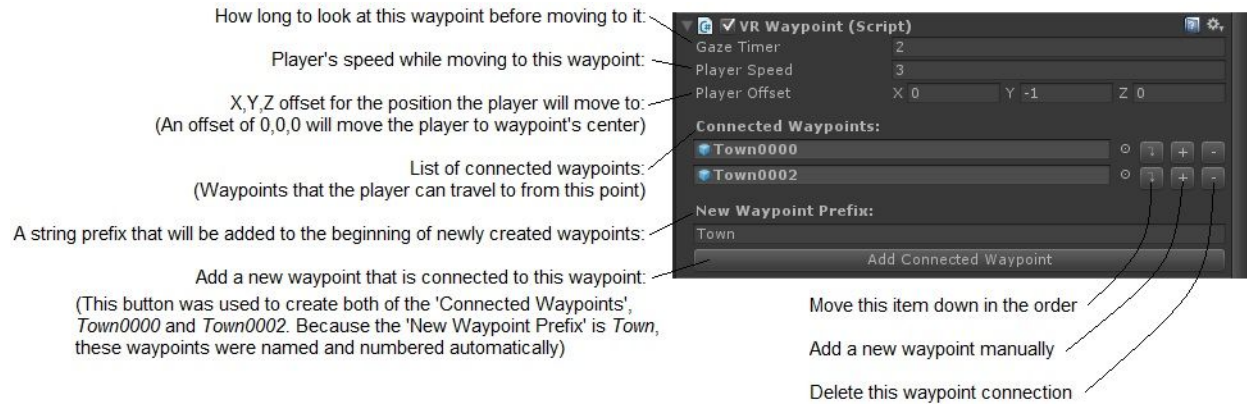 How long to look at this waypoint before moving to it:
Player's speed while moving to this waypoint:
X,Y,Z offset for the position the player will move to:
(An offset of 0,0,0 will move the player to waypoint's center)
List of connected waypoints:
(Waypoints that the player can travel to from this point)
A string prefix that will be added to the beginning of newly created waypoints:
Add a new waypoint that is connected to this waypoint:
(This button was used to create both of the 'Connected Waypoints',
Town0000 and Town0002. Because the 'New Waypoint Prefix' is Town,
these waypoints were named and numbered automatically)
VR Waypoint (Script)
Gaze Timer 2
Player Speed 3
Player Offset X 0 Y -1 Z 0
Connected Waypoints:
Town0000 + -
Town0002 + -
New Waypoint Prefix:
Town
Add Connected Waypoint
Move this item down in the order
Add a new waypoint manually
Delete this waypoint connection